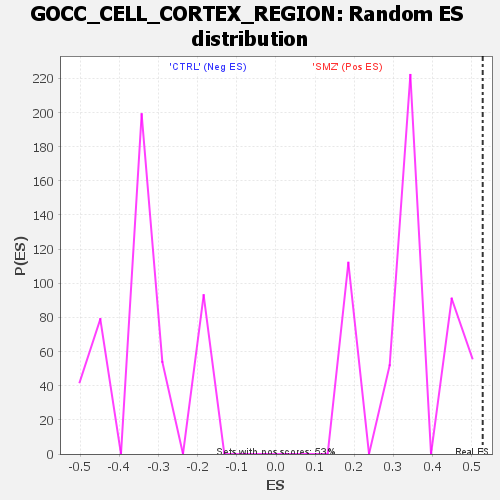 GOCC_CELL_CORTEX_REGION: Random ES
distribution
'CTRL' (Neg ES)
'SMZ' (Pos ES)
P(ES)
220
200
180
160
140
120
100
80
60
40
20
0
Sets with pos scores: 53%
Real ES
-0.5 -0.4 -0.3 -0.2 -0.1 0.0 0.1 0.2 0.3 0.4 0.5
ES